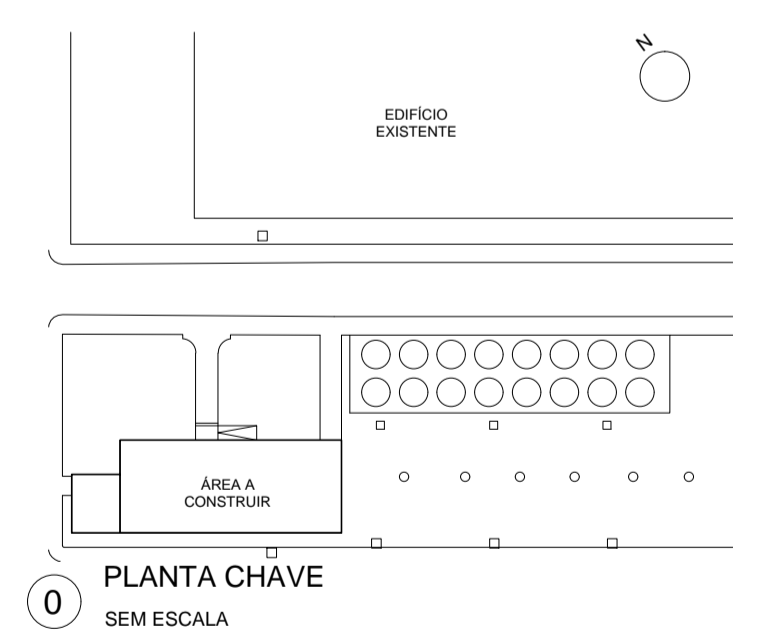 N
EDIFÍCIO
EXISTENTE
ÁREA A
CONSTRUIR
0
PLANTA CHAVE
SEM ESCALA